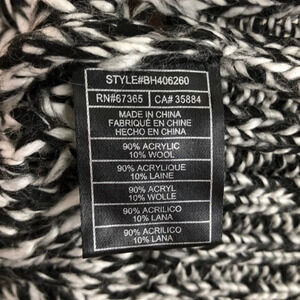 STYLE#BH406260
RN#67365 CA# 35884
MADE IN CHINA
FABRIQUÉ EN CHINE
HECHO EN CHINA
90% ACRYLIC
10% WOOL
90% ACRYLIQUE
10% LAINE
90% ACRYL
10% WOLLE
90% ACRILICO
10% LANA
90% ACRILICO
10% LANA